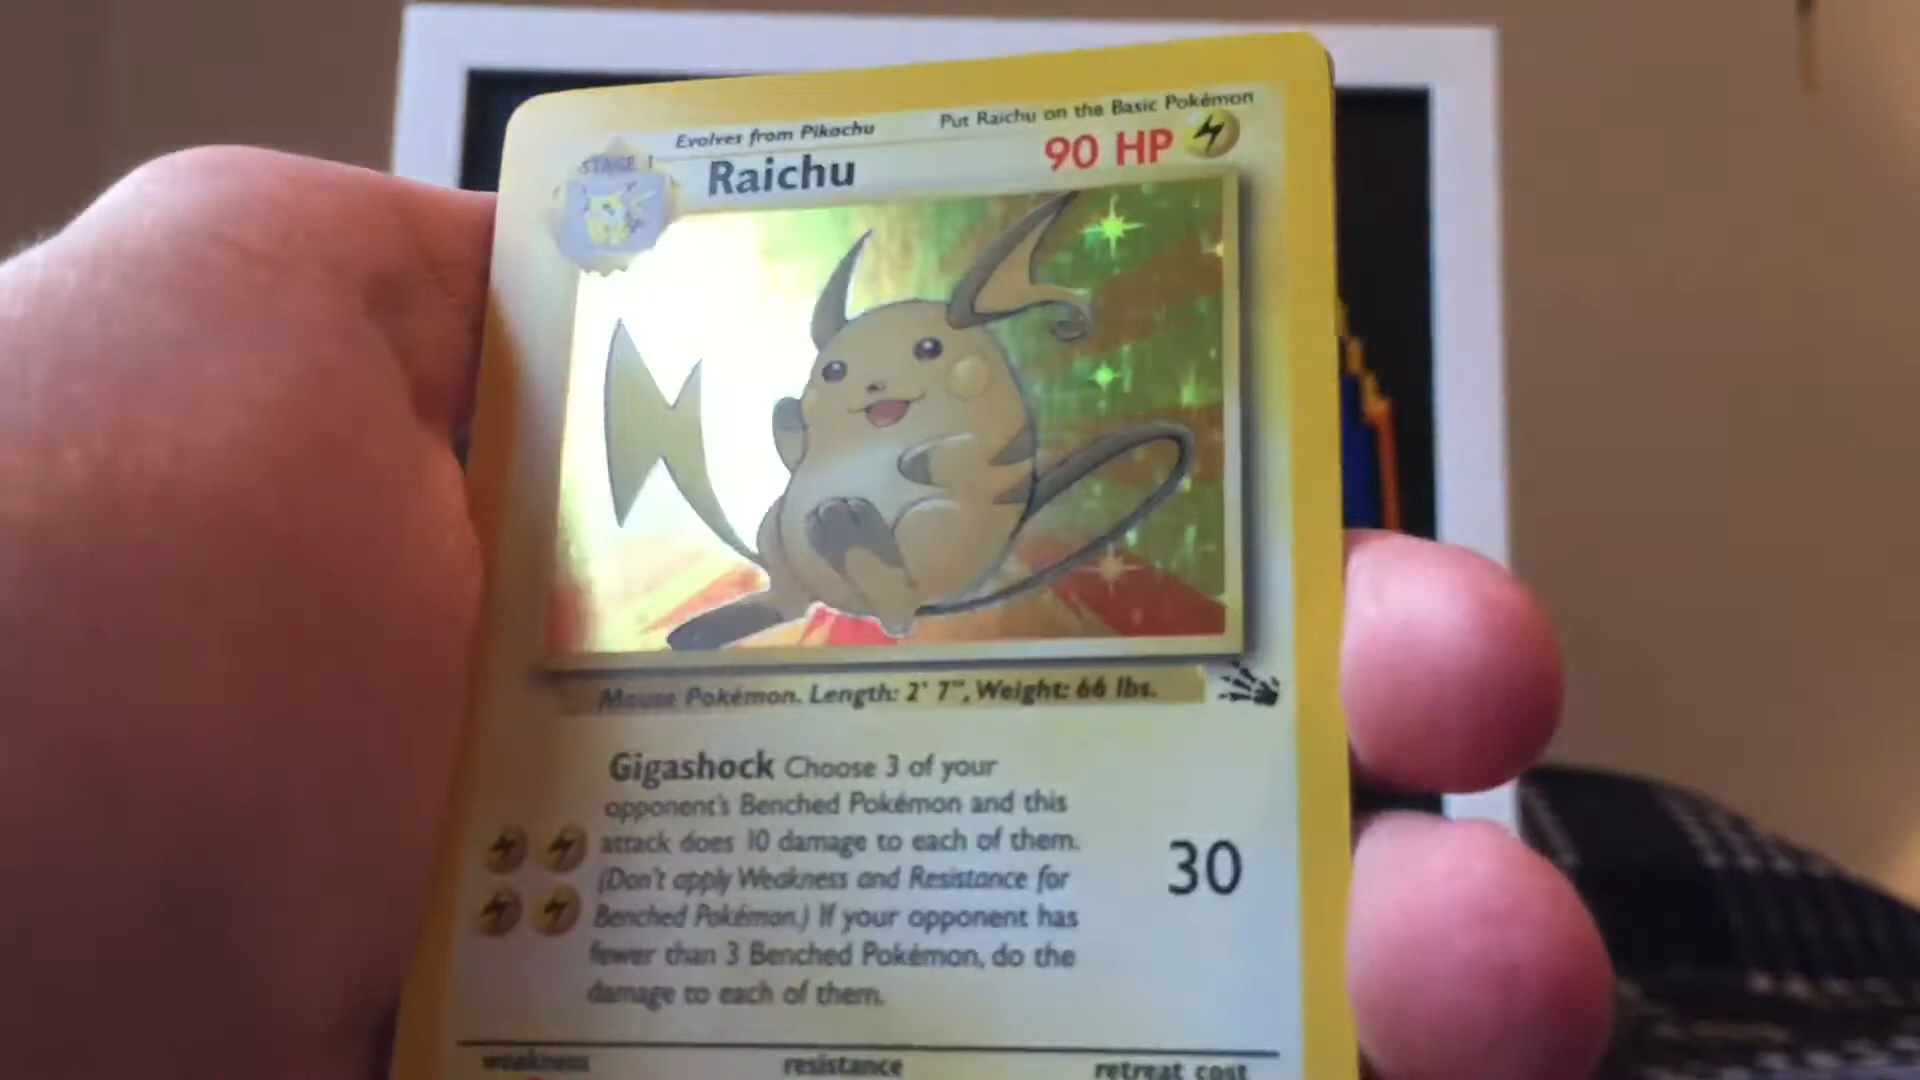 Evolves from Pikachu
Put Raichu on the Basic Pokémon
STAGE 1
Raichu
90 HP
Mouse Pokémon. Length: 2' 7", Weight: 66 lbs.
Gigashock Choose 3 of your
opponent's Benched Pokémon and this
attack does 10 damage to each of them.
(Don't apply Weakness and Resistance for
Benched Pokémon.) If your opponent has
fewer than 3 Benched Pokémon, do the
damage to each of them.
30
weakness
resistance
retreat cost